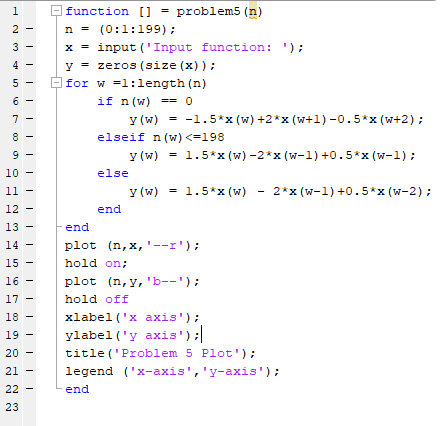 1 function [] = problem5(n)
2 - n = (0:1:199);
3 - x = input('Input function: ');
4 - y = zeros(size(x));
5 - for w =1:length(n)
6 - if n(w) == 0
7 - y(w) = -1.5*x(w)+2*x(w+1)-0.5*x(w+2);
8 - elseif n(w)<=198
9 - y(w) = 1.5*x(w)-2*x(w-1)+0.5*x(w-1);
10 - else
11 - y(w) = 1.5*x(w) - 2*x(w-1)+0.5*x(w-2);
12 - end
13 - end
14 - plot (n,x,'--r');
15 - hold on;
16 - plot (n,y,'b--');
17 - hold off
18 - xlabel('x axis');
19 - ylabel('y axis');
20 - title('Problem 5 Plot');
21 - legend ('x-axis','y-axis');
22 - end
23